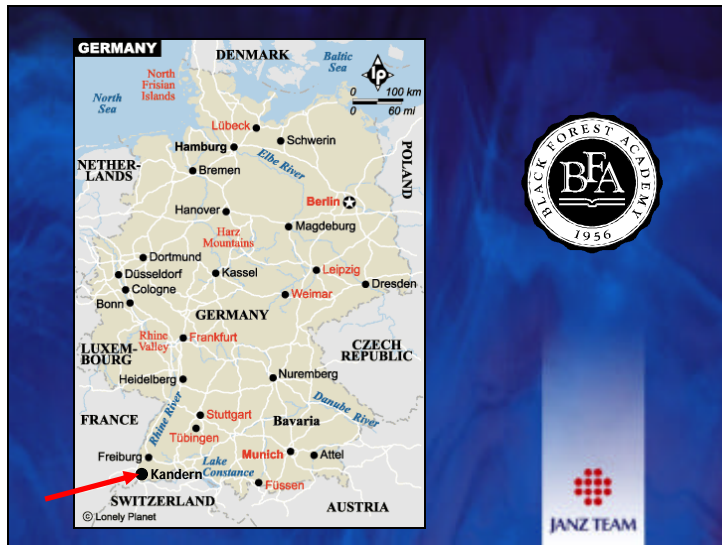 GERMANY
DENMARK
Baltic
Sea
North
Frisian
Islands
North
Sea
lp
0 100 km
0 60 mi
Lübeck
Schwerin
Hamburg
Elbe River
POLAND
NETHER-
LANDS
Bremen
Berlin
Hanover
Magdeburg
Harz
Mountains
Dortmund
Düsseldorf
Kassel
Leipzig
Cologne
Dresden
Bonn
Weimar
GERMANY
Rhine
Valley
Frankfurt
CZECH
REPUBLIC
LUXEM-
BOURG
Heidelberg
Nuremberg
Rhine River
Danube River
FRANCE
Stuttgart
Bavaria
Tübingen
Freiburg
Munich
Attel
Lake
Constance
Kandern
Füssen
SWITZERLAND
AUSTRIA
© Lonely Planet
BLACK FOREST ACADEMY
BFA
1956
JANZ TEAM